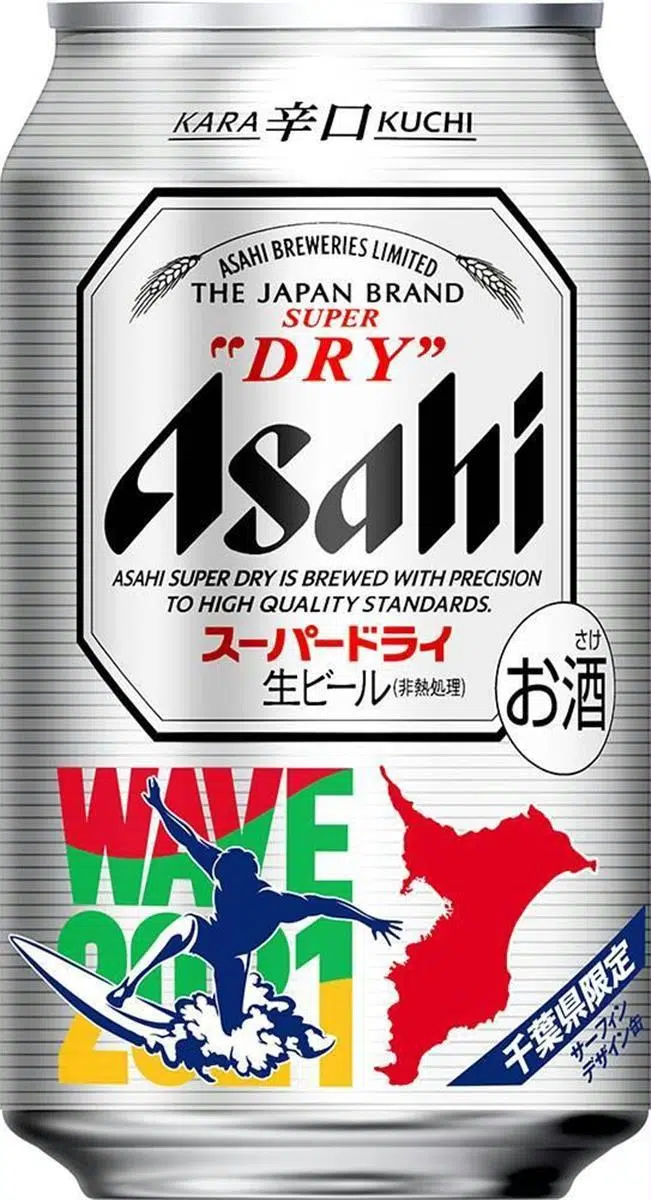 KARA 辛口 KUCHI
ASAHI BREWERIES LIMITED
THE JAPAN BRAND
SUPER
"DRY"
Asahi
ASAHI SUPER DRY IS BREWED WITH PRECISION
TO HIGH QUALITY STANDARDS.
スーパードライ
生ビール(非熱処理)
さけ
お酒
WAVE
2021
千葉県限定
サーフィン
デザイン缶